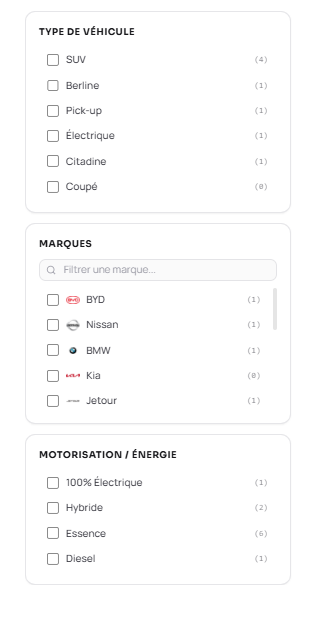 TYPE DE VÉHICULE
SUV (4)
Berline (1)
Pick-up (1)
Électrique (1)
Citadine (1)
Coupé (0)
MARQUES
Filtrer une marque...
BYD (1)
Nissan (1)
BMW (1)
Kia (0)
Jetour (1)
MOTORISATION / ÉNERGIE
100% Électrique (1)
Hybride (2)
Essence (6)
Diesel (1)